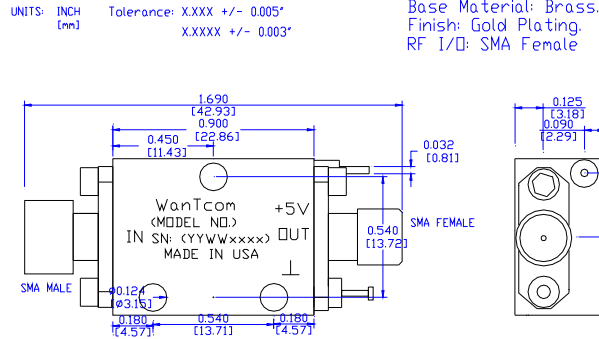 UNITS: INCH
[mm]
Tolerance: X.XXX +/- 0.005"
X.XXXX +/- 0.003"
Base Material: Brass.
Finish: Gold Plating.
RF I/O: SMA Female
1.690
[42.93]
0.900
[22.86]
0.450
[11.43]
0.032
[0.81]
0.125
[3.18]
0.090
[2.29]
WanTcom
(MODEL NO.)
+5V
IN SN: (YYWWxxxx) OUT
MADE IN USA
0.540
[13.72]
SMA FEMALE
SMA MALE
ø0.124
[ø3.15]
0.180
[4.57]
0.540
[13.71]
0.180
[4.57]